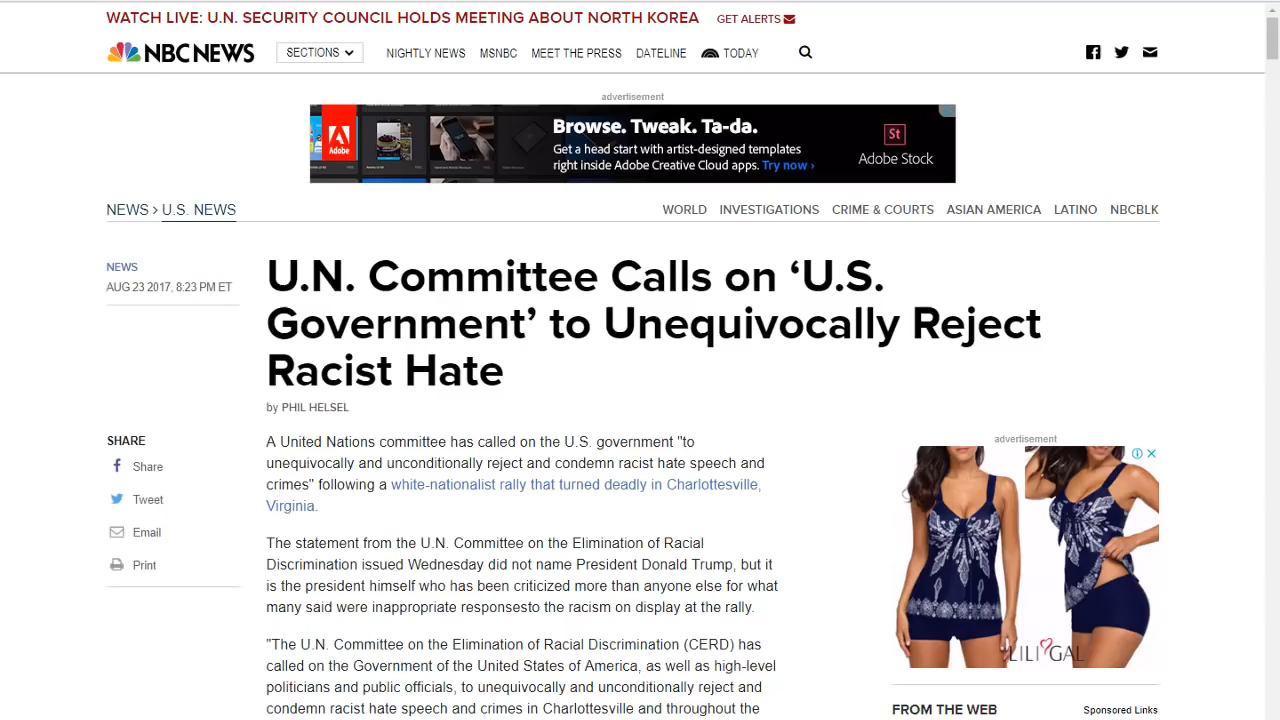 WATCH LIVE: U.N. SECURITY COUNCIL HOLDS MEETING ABOUT NORTH KOREA GET ALERTS
NBC NEWS SECTIONS NIGHTLY NEWS MSNBC MEET THE PRESS DATELINE TODAY
advertisement
Adobe
Browse. Tweak. Ta-da.
Get a head start with artist-designed templates
right inside Adobe Creative Cloud apps. Try now ›
St
Adobe Stock
NEWS > U.S. NEWS WORLD INVESTIGATIONS CRIME & COURTS ASIAN AMERICA LATINO NBCBLK
NEWS
AUG 23 2017, 8:23 PM ET
U.N. Committee Calls on ‘U.S.
Government’ to Unequivocally Reject
Racist Hate
by PHIL HELSEL
SHARE
Share
Tweet
Email
Print
A United Nations committee has called on the U.S. government "to
unequivocally and unconditionally reject and condemn racist hate speech and
crimes" following a white-nationalist rally that turned deadly in Charlottesville,
Virginia.
The statement from the U.N. Committee on the Elimination of Racial
Discrimination issued Wednesday did not name President Donald Trump, but it
is the president himself who has been criticized more than anyone else for what
many said were inappropriate responsesto the racism on display at the rally.
"The U.N. Committee on the Elimination of Racial Discrimination (CERD) has
called on the Government of the United States of America, as well as high-level
politicians and public officials, to unequivocally and unconditionally reject and
condemn racist hate speech and crimes in Charlottesville and throughout the
advertisement
LILI GAL
FROM THE WEB Sponsored Links